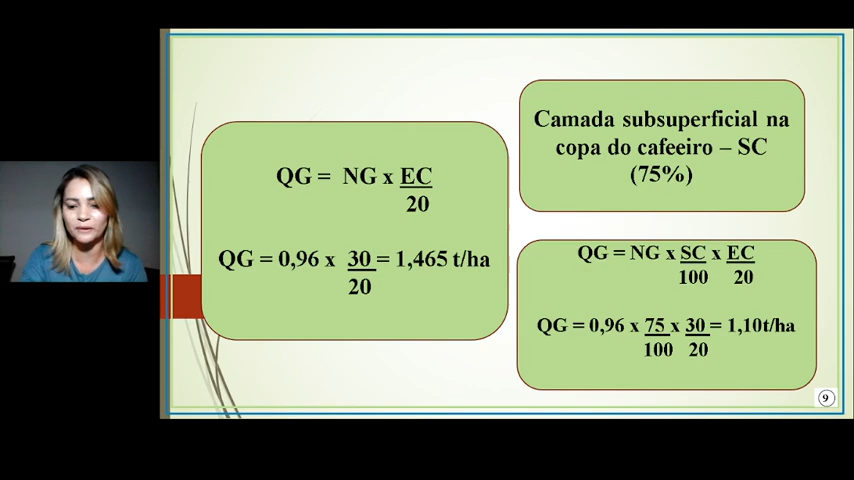 QG = NG x EC
20
QG = 0,96 x 30 = 1,465 t/ha
20
Camada subsuperficial na
copa do cafeeiro – SC
(75%)
QG = NG x SC x EC
100 20
QG = 0,96 x 75 x 30 = 1,10t/ha
100 20
9